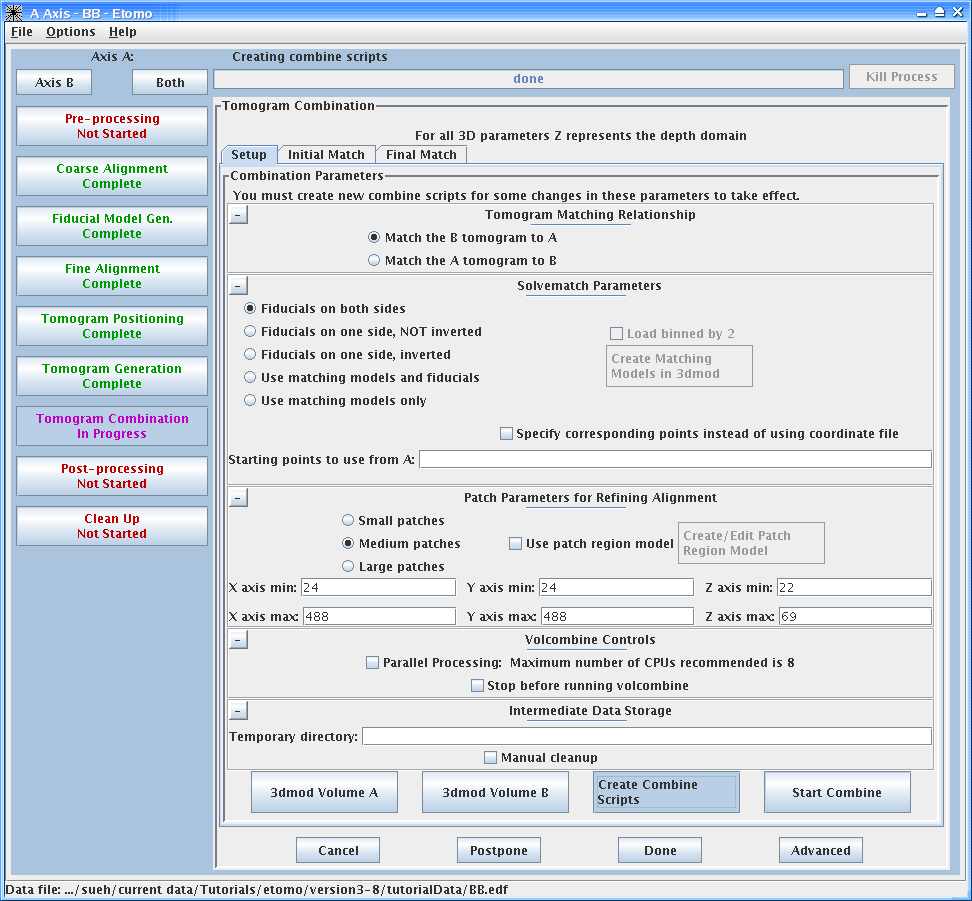 A Axis - BB - Etomo
File Options Help
Axis A:
Creating combine scripts
Axis B
Both
done
Kill Process
Pre-processing
Not Started
Coarse Alignment
Complete
Fiducial Model Gen.
Complete
Fine Alignment
Complete
Tomogram Positioning
Complete
Tomogram Generation
Complete
Tomogram Combination
In Progress
Post-processing
Not Started
Clean Up
Not Started
Tomogram Combination
For all 3D parameters Z represents the depth domain
Setup
Initial Match
Final Match
Combination Parameters
You must create new combine scripts for some changes in these parameters to take effect.
Tomogram Matching Relationship
Match the B tomogram to A
Match the A tomogram to B
Solvematch Parameters
Fiducials on both sides
Fiducials on one side, NOT inverted
Fiducials on one side, inverted
Use matching models and fiducials
Use matching models only
Load binned by 2
Create Matching
Models in 3dmod
Specify corresponding points instead of using coordinate file
Starting points to use from A:
Patch Parameters for Refining Alignment
Small patches
Medium patches
Large patches
Use patch region model
Create/Edit Patch
Region Model
X axis min: 24
Y axis min: 24
Z axis min: 22
X axis max: 488
Y axis max: 488
Z axis max: 69
Volcombine Controls
Parallel Processing: Maximum number of CPUs recommended is 8
Stop before running volcombine
Intermediate Data Storage
Temporary directory:
Manual cleanup
3dmod Volume A
3dmod Volume B
Create Combine
Scripts
Start Combine
Cancel
Postpone
Done
Advanced
Data file: .../sueh/current data/Tutorials/etomo/version3-8/tutorialData/BB.edf